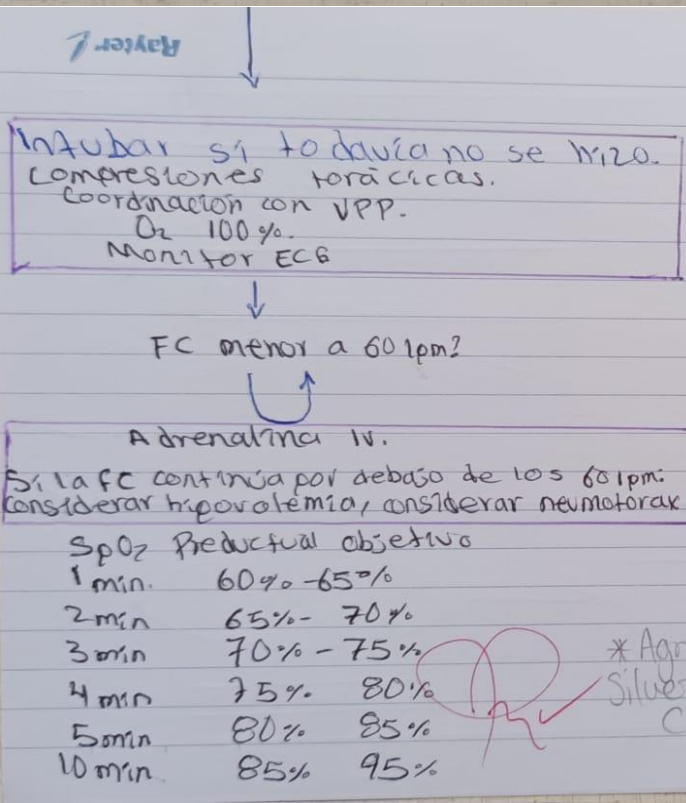 Rayter
Intubar si todavía no se hizo.
Compresiones torácicas.
Coordinación con VPP.
O2 100%.
Monitor ECG
FC menor a 60 lpm?
Adrenalina IV.
Si la fc continúa por debajo de los 60 lpm:
considerar hipovolemia, considerar neumotorax
SpO2 Preductual objetivo
1 min. 60% - 65%
2 min 65% - 70%
3 min 70% - 75%
4 min 75% 80%
5 min 80% 85%
10 min 85% 95%
* Agr
Silves
C